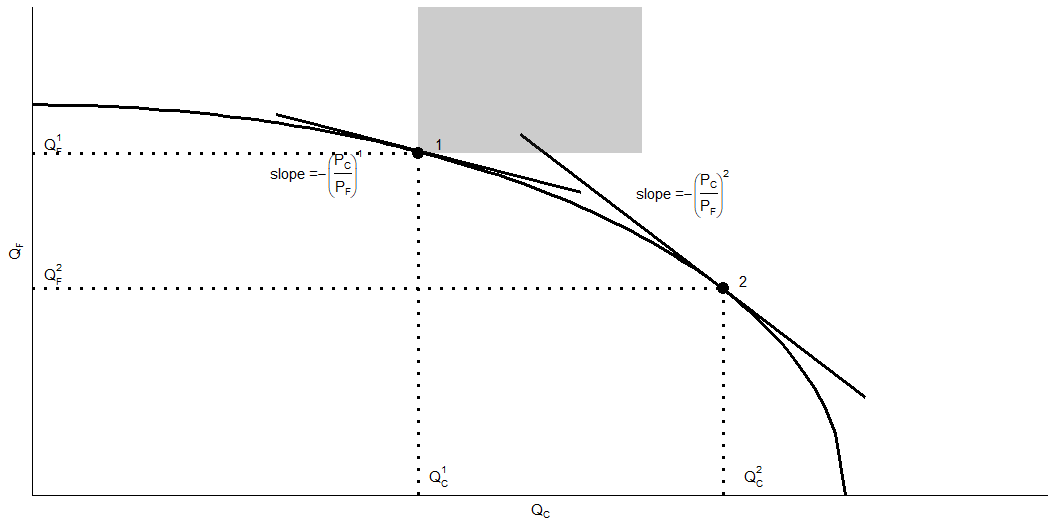 Q_F^1
1
slope =–(P_C/P_F)^1
slope =–(P_C/P_F)^2
Q_F
Q_F^2
2
Q_C^1
Q_C^2
Q_C